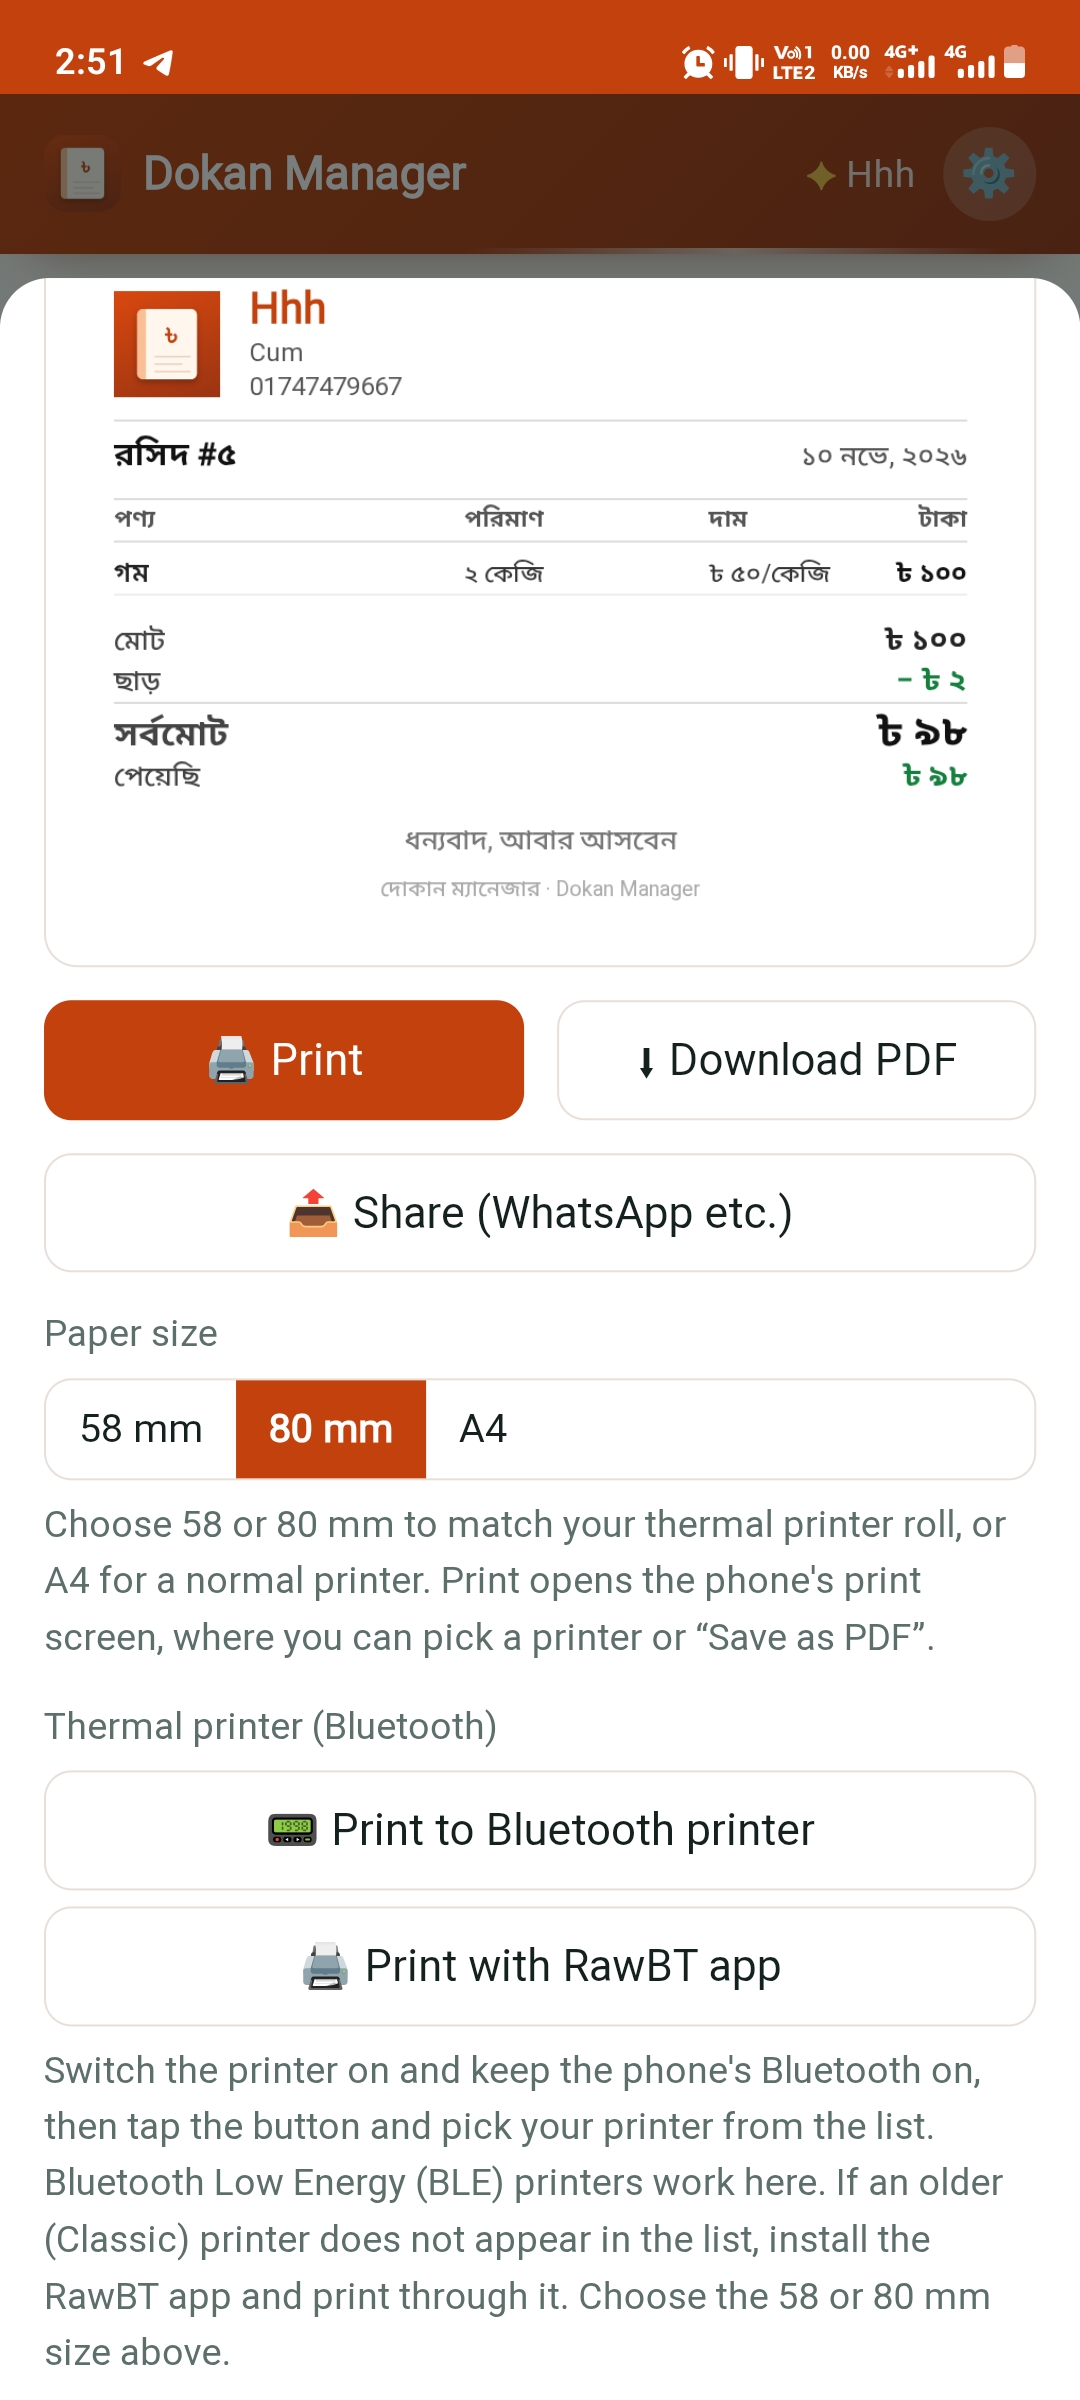 2:51
Vo) 1 LTE2
0.00 KB/s
4G+
4G
৳
Dokan Manager
Hhh
৳
Hhh
Cum
01747479667
রসিদ #৫
১০ নভে, ২০২৬
পণ্য পরিমাণ দাম টাকা
গম ২ কেজি ৳ ৫০/কেজি ৳ ১০০
মোট ৳ ১০০
ছাড় − ৳ ২
সর্বমোট ৳ ৯৮
পেয়েছি ৳ ৯৮
ধন্যবাদ, আবার আসবেন
দোকান ম্যানেজার · Dokan Manager
Print
Download PDF
Share (WhatsApp etc.)
Paper size
58 mm 80 mm A4
Choose 58 or 80 mm to match your thermal printer roll, or
A4 for a normal printer. Print opens the phone's print
screen, where you can pick a printer or “Save as PDF”.
Thermal printer (Bluetooth)
Print to Bluetooth printer
Print with RawBT app
Switch the printer on and keep the phone's Bluetooth on,
then tap the button and pick your printer from the list.
Bluetooth Low Energy (BLE) printers work here. If an older
(Classic) printer does not appear in the list, install the
RawBT app and print through it. Choose the 58 or 80 mm
size above.